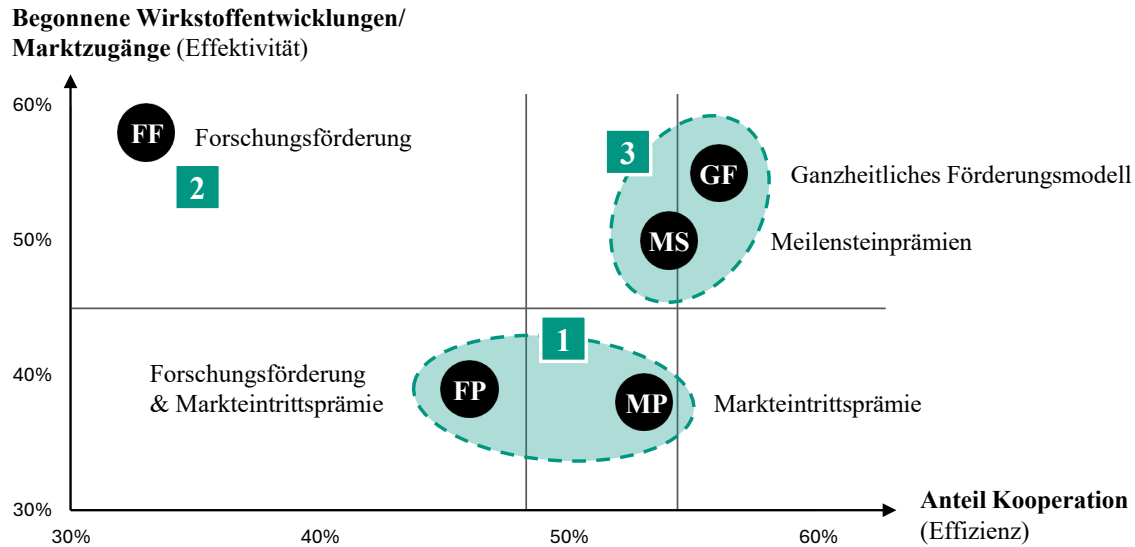 Begonnene Wirkstoffentwicklungen/
Marktzugänge (Effektivität)
60%
FF
Forschungsförderung
2
3
GF
Ganzheitliches Förderungsmodell
50%
MS
Meilensteinprämien
1
40%
Forschungsförderung
& Markteintrittsprämie
FP
MP
Markteintrittsprämie
30%
Anteil Kooperation
(Effizienz)
30%
40%
50%
60%